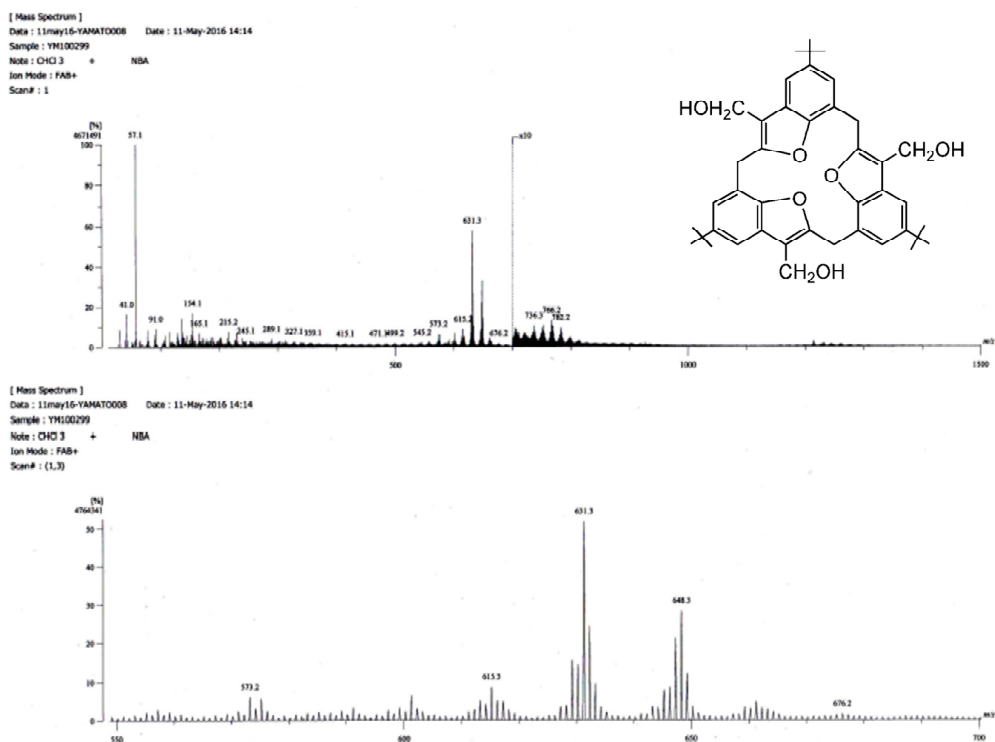 [ Mass Spectrum ]
Data : 11may16-YAMATO008 Date : 11-May-2016 14:14
Sample : YM100299
Note : CHCl 3 + NBA
Ion Mode : FAB+
Scan# : 1
[%]
4671491
57.1
x10
100
80
60
40
20
0
631.3
41.0
91.0
154.1
165.1
215.2
245.1
289.1
327.1
359.1
415.1
471.3
499.2
545.2
573.2
615.2
676.2
736.3
766.2
782.2
500
1000
1500
M/Z
HOH2C
O
CH2OH
O
O
CH2OH
[ Mass Spectrum ]
Data : 11may16-YAMATO008 Date : 11-May-2016 14:14
Sample : YM100299
Note : CHCl 3 + NBA
Ion Mode : FAB+
Scan# : (1,3)
[%]
4764341
50
40
30
20
10
0
573.2
615.3
631.3
648.3
676.2
550
600
650
700
M/Z